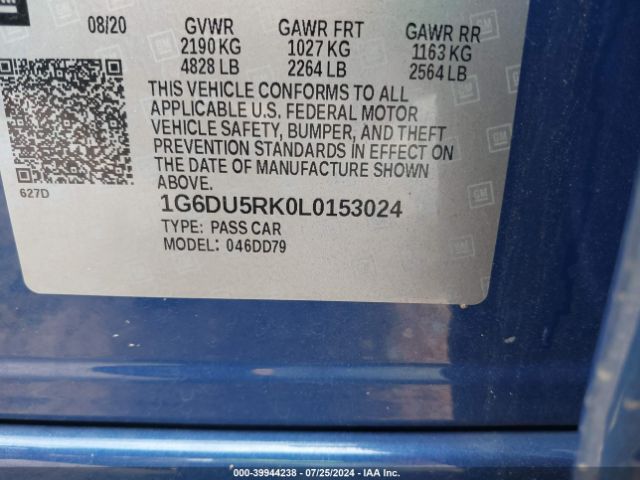 08/20 GVWR GAWR FRT GAWR RR
2190 KG 1027 KG 1163 KG
4828 LB 2264 LB 2564 LB
THIS VEHICLE CONFORMS TO ALL
APPLICABLE U.S. FEDERAL MOTOR
VEHICLE SAFETY, BUMPER, AND THEFT
PREVENTION STANDARDS IN EFFECT ON
THE DATE OF MANUFACTURE SHOWN
ABOVE.
627D
1G6DU5RK0L0153024
TYPE: PASS CAR
MODEL: 046DD79
GM
000-39944238 - 07/25/2024 - IAA Inc.